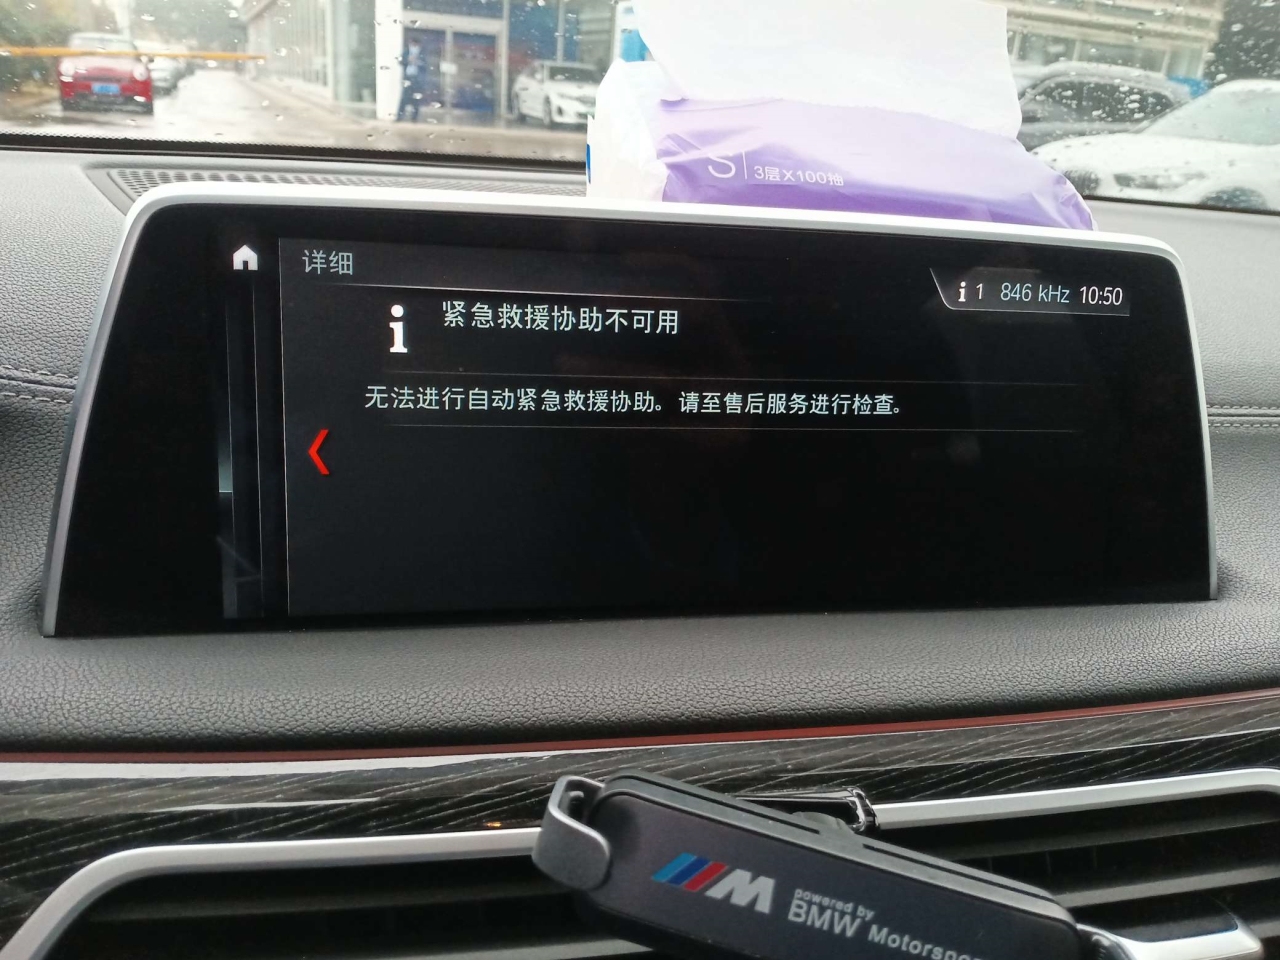 S 3层X100抽
详细
i 1 846 kHz 10:50
i 紧急救援协助不可用
无法进行自动紧急救援协助。请至售后服务进行检查。
M powered by
BMW Motorspo